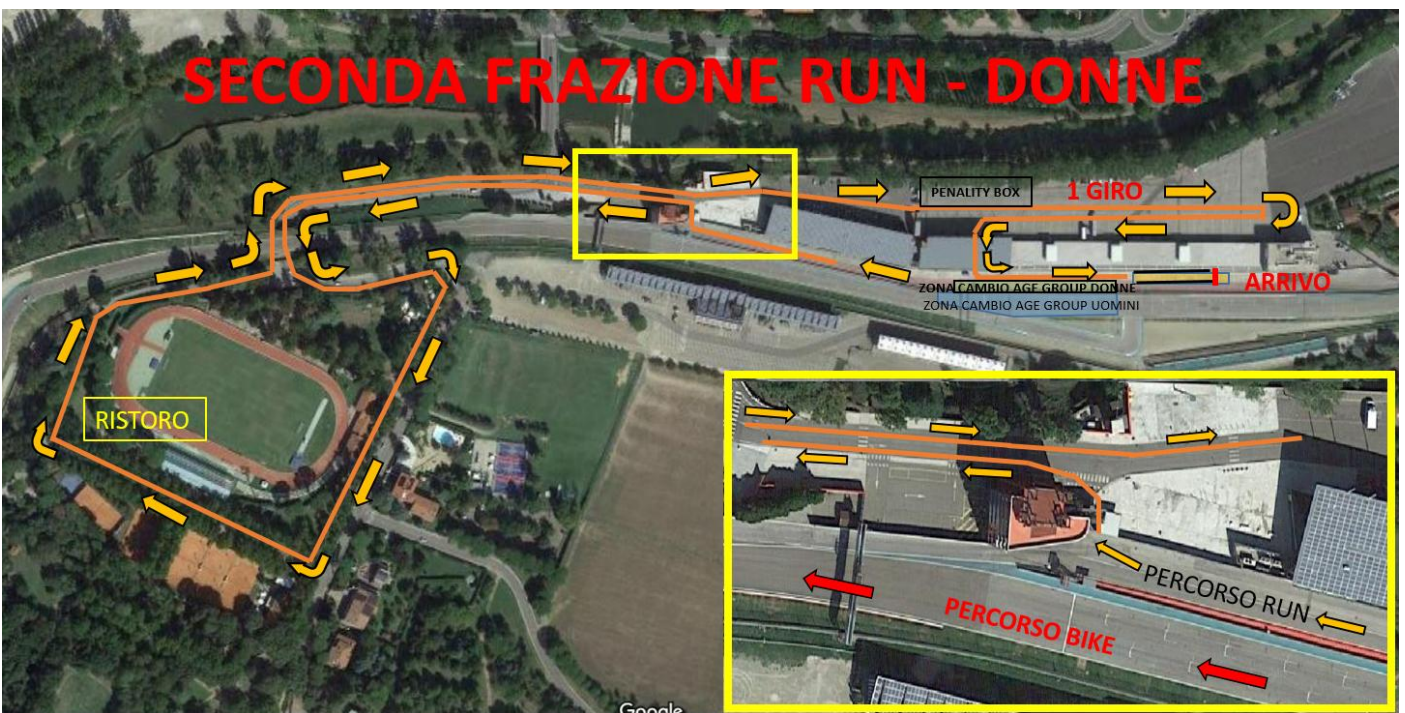 SECONDA FRAZIONE RUN - DONNE
PENALITY BOX
1 GIRO
ARRIVO
ZONA CAMBIO AGE GROUP DONNE
ZONA CAMBIO AGE GROUP UOMINI
RISTORO
PERCORSO RUN
PERCORSO BIKE
Google